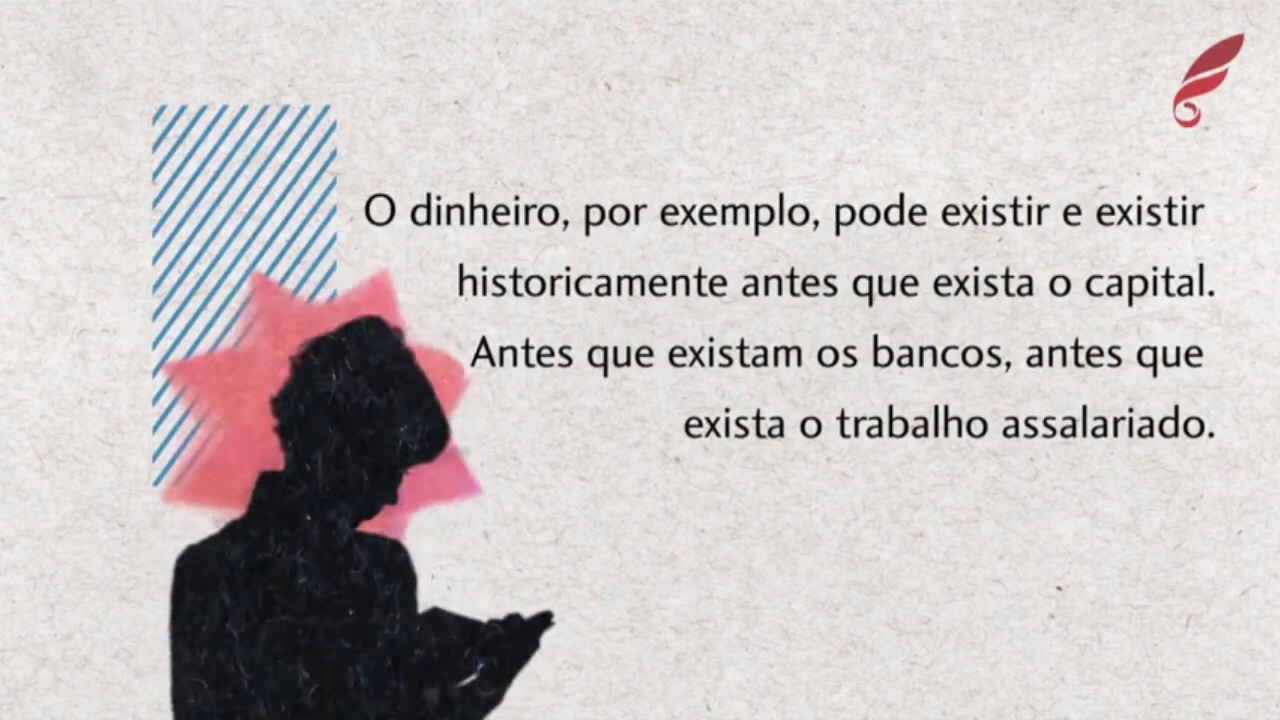 O dinheiro, por exemplo, pode existir e existir
historicamente antes que exista o capital.
Antes que existam os bancos, antes que
exista o trabalho assalariado.